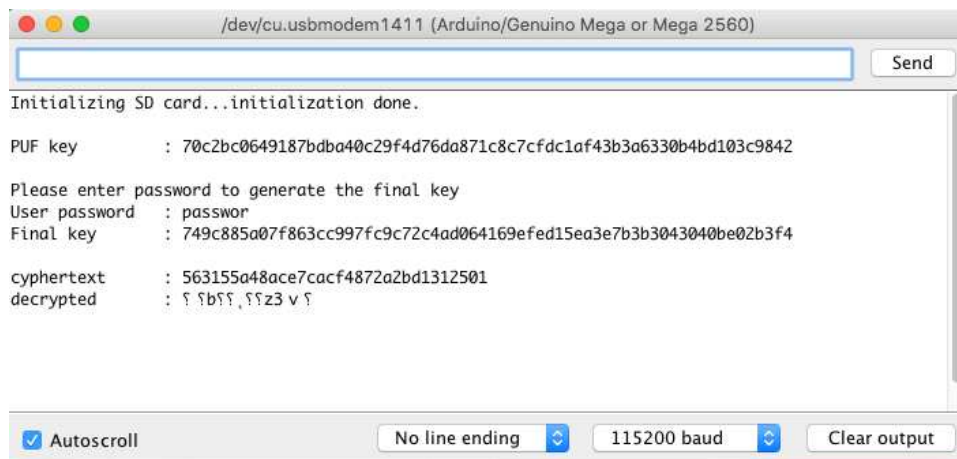 /dev/cu.usbmodem1411 (Arduino/Genuino Mega or Mega 2560)
Send
Initializing SD card...initialization done.
PUF key : 70c2bc0649187bdba40c29f4d76da871c8c7cfdc1af43b3a6330b4bd103c9842
Please enter password to generate the final key
User password : passwor
Final key : 749c885a07f863cc997fc9c72c4ad064169efed15ea3e7b3b3043040be02b3f4
cyphertext : 563155a48ace7cacf4872a2bd1312501
decrypted : ⸮ ⸮b⸮⸮¸⸮⸮z3 v ⸮
Autoscroll
No line ending
115200 baud
Clear output